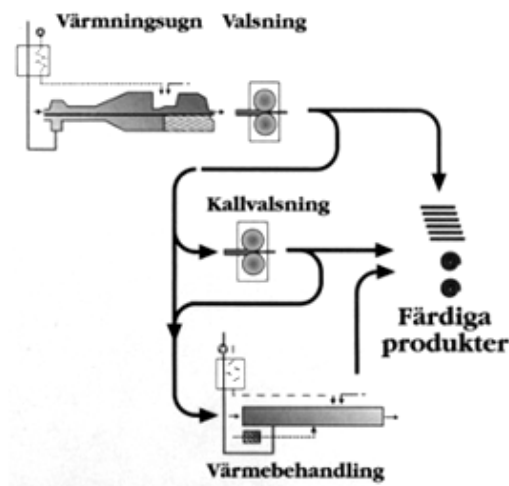 Värmningsugn Valsning
Kallvalsning
Färdiga
produkter
Värmebehandling